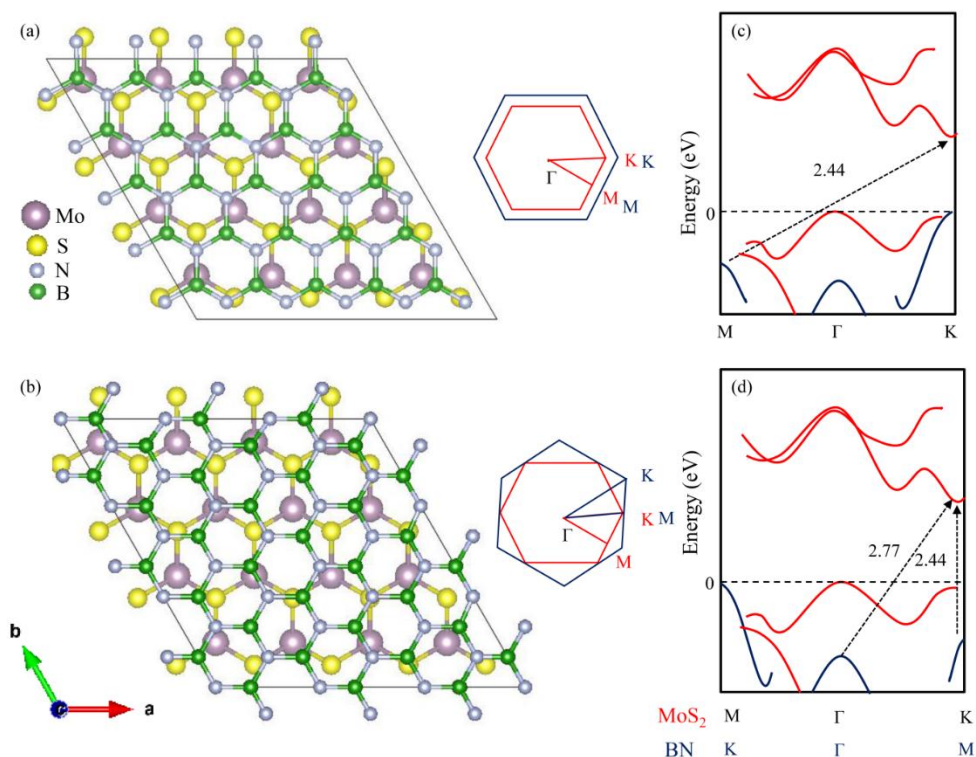 (a)
Mo
S
N
B
Γ
K K
M
M
(c)
Energy (eV)
2.44
0
M Γ K
(b)
b
a
K
K M
Γ
M
(d)
Energy (eV)
2.77
2.44
0
MoS2 M Γ K
BN K Γ M